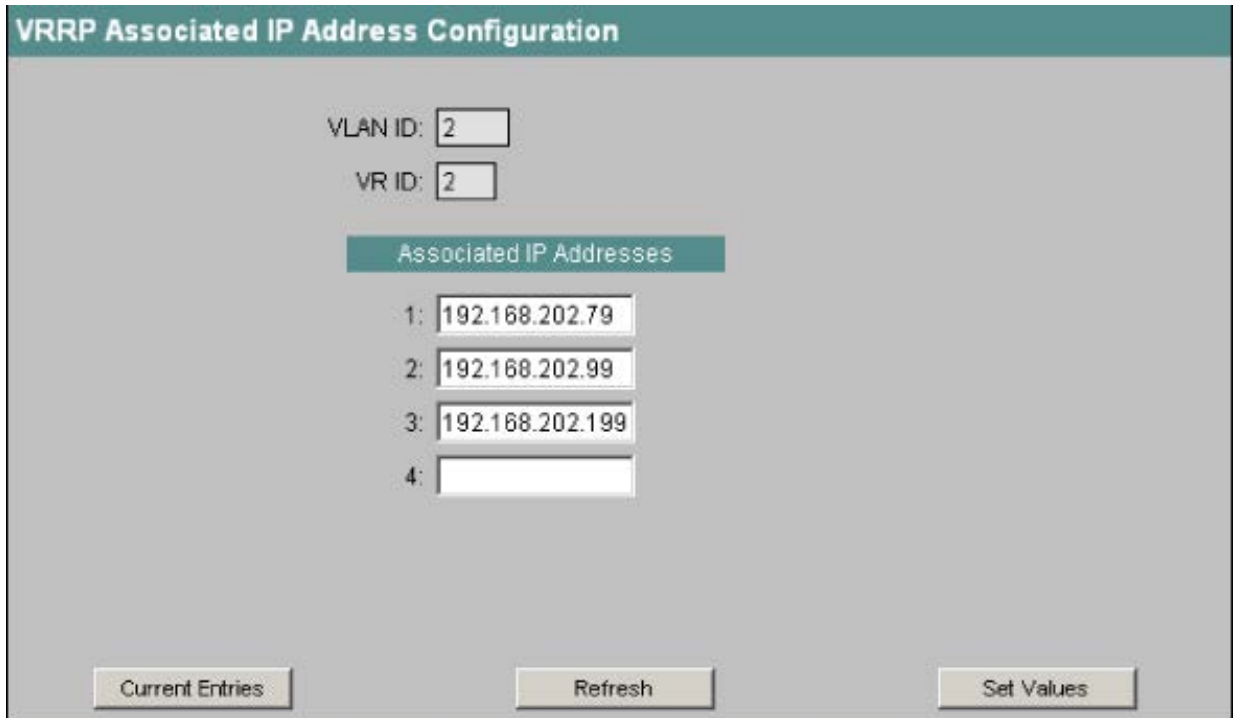 VRRP Associated IP Address Configuration
VLAN ID: 2
VR ID: 2
Associated IP Addresses
1: 192.168.202.79
2: 192.168.202.99
3: 192.168.202.199
4:
Current Entries Refresh Set Values